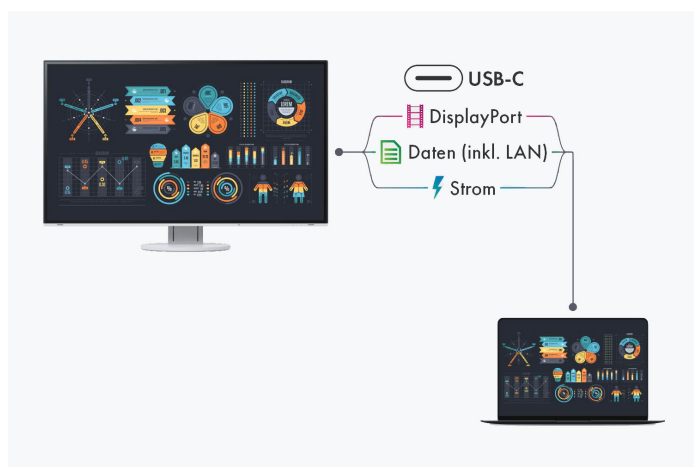 USB-C
DisplayPort
Daten (inkl. LAN)
Strom